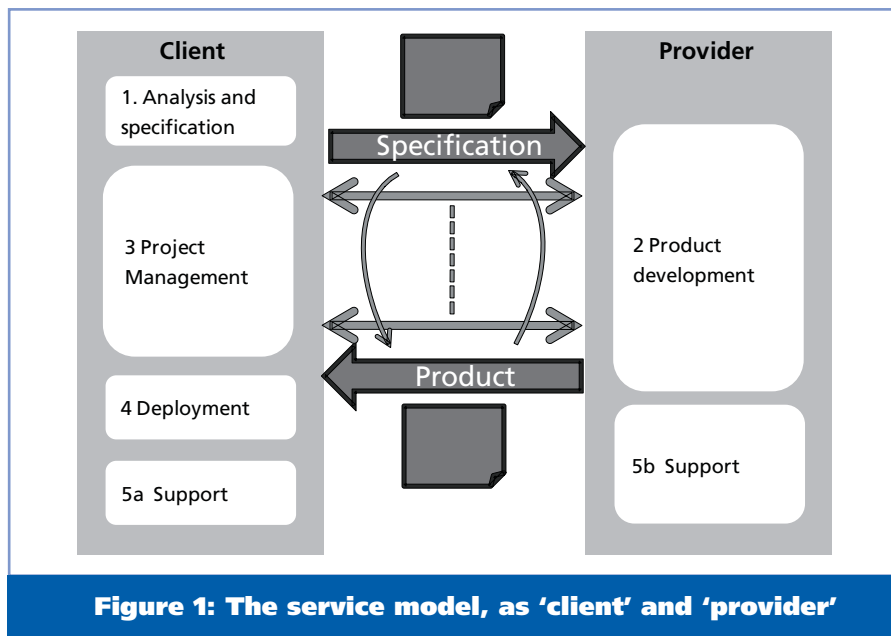 Client
Provider
1. Analysis and
specification
Specification
3 Project
Management
2 Product
development
Product
4 Deployment
5a Support
5b Support
Figure 1: The service model, as ‘client’ and ‘provider’